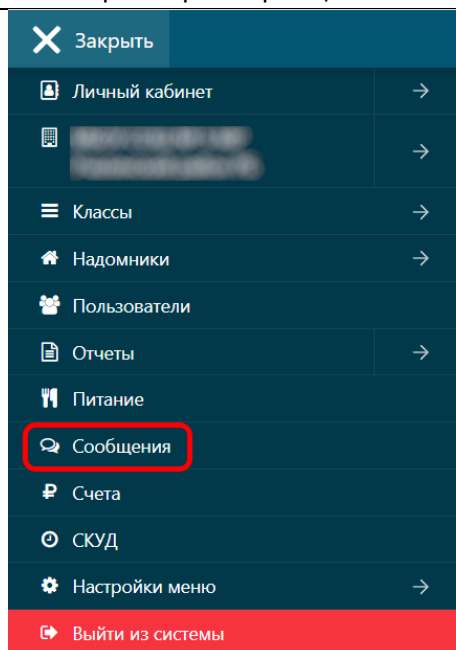 Закрыть
Личный кабинет
Классы
Надомники
Пользователи
Отчеты
Питание
Сообщения
Счета
СКУД
Настройки меню
Выйти из системы